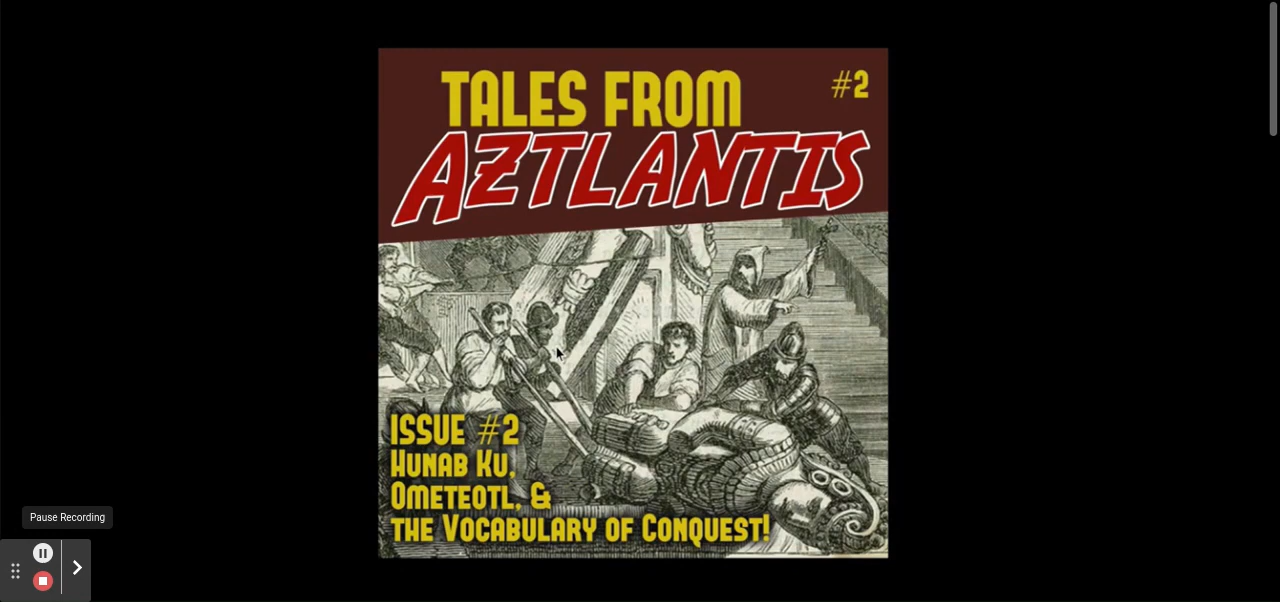 TALES FROM
#2
AZTLANTIS
ISSUE #2
HUNAB KU,
OMETEOTL, &
THE VOCABULARY OF CONQUEST!
Pause Recording